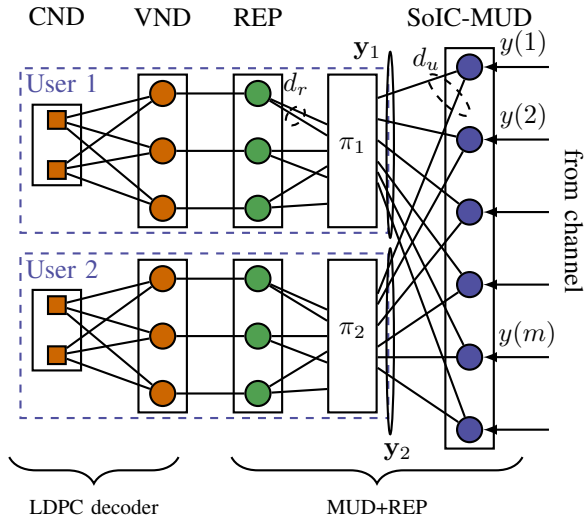 CND VND REP SoIC-MUD
y₁ dᵤ y(1)
User 1
dᵣ
y(2)
π₁
from channel
User 2
π₂
y(m)
y₂
LDPC decoder MUD+REP